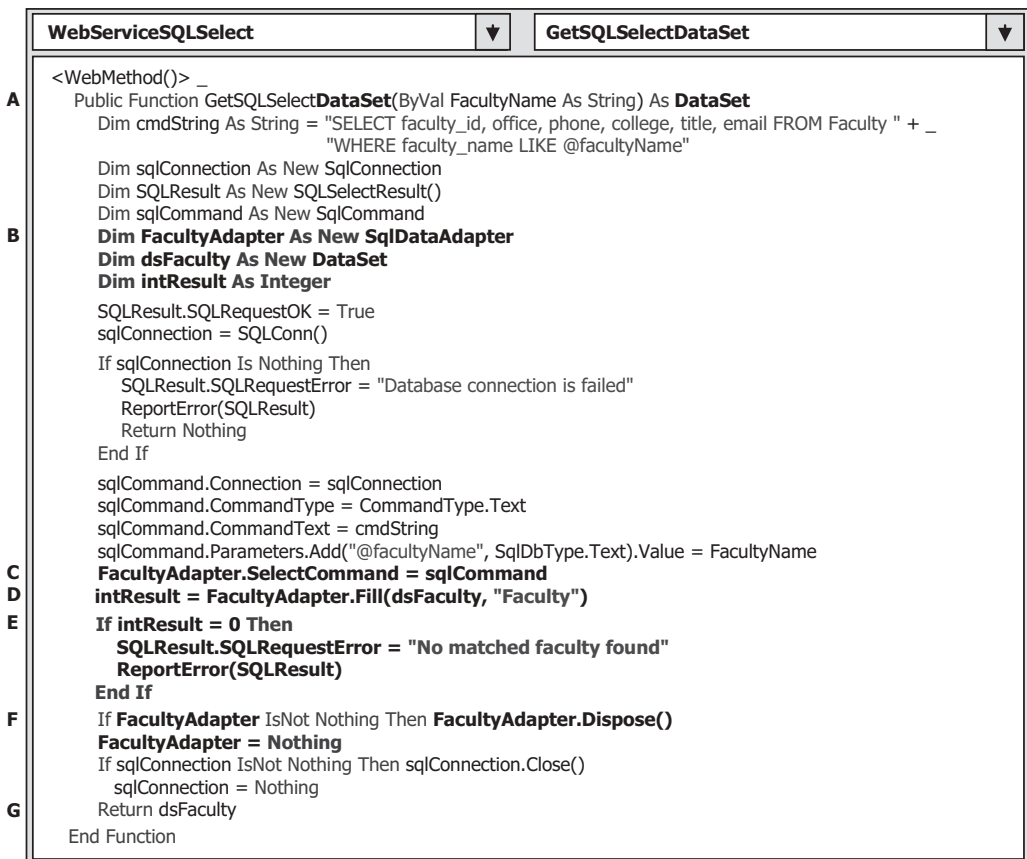 WebServiceSQLSelect GetSQLSelectDataSet
<WebMethod()> _
A Public Function GetSQLSelectDataSet(ByVal FacultyName As String) As DataSet
Dim cmdString As String = "SELECT faculty_id, office, phone, college, title, email FROM Faculty " + _
"WHERE faculty_name LIKE @facultyName"
Dim sqlConnection As New SqlConnection
Dim SQLResult As New SQLSelectResult()
Dim sqlCommand As New SqlCommand
B Dim FacultyAdapter As New SqlDataAdapter
Dim dsFaculty As New DataSet
Dim intResult As Integer
SQLResult.SQLRequestOK = True
sqlConnection = SQLConn()
If sqlConnection Is Nothing Then
SQLResult.SQLRequestError = "Database connection is failed"
ReportError(SQLResult)
Return Nothing
End If
sqlCommand.Connection = sqlConnection
sqlCommand.CommandType = CommandType.Text
sqlCommand.CommandText = cmdString
sqlCommand.Parameters.Add("@facultyName", SqlDbType.Text).Value = FacultyName
C FacultyAdapter.SelectCommand = sqlCommand
D intResult = FacultyAdapter.Fill(dsFaculty, "Faculty")
E If intResult = 0 Then
SQLResult.SQLRequestError = "No matched faculty found"
ReportError(SQLResult)
End If
F If FacultyAdapter IsNot Nothing Then FacultyAdapter.Dispose()
FacultyAdapter = Nothing
If sqlConnection IsNot Nothing Then sqlConnection.Close()
sqlConnection = Nothing
G Return dsFaculty
End Function